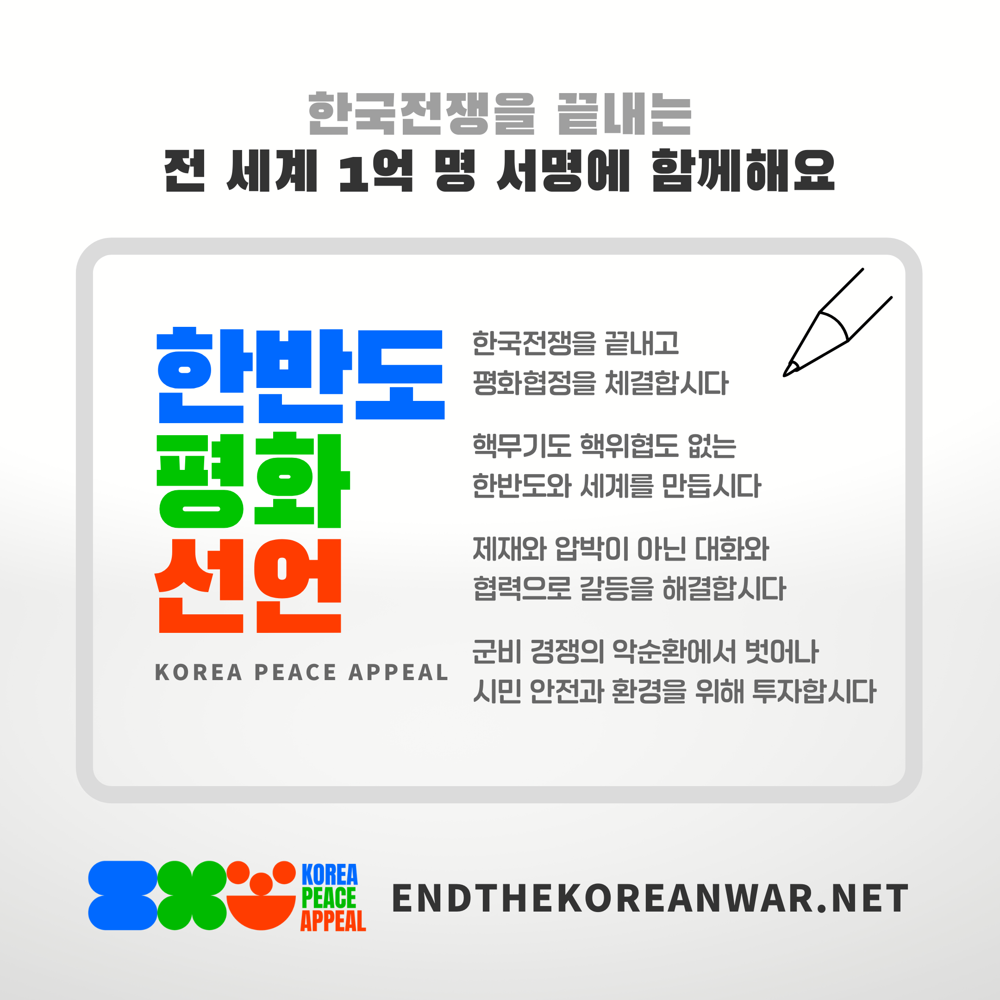 한국전쟁을 끝내는
전 세계 1억 명 서명에 함께해요
한반도
평화
선언
KOREA PEACE APPEAL
한국전쟁을 끝내고
평화협정을 체결합시다
핵무기도 핵위협도 없는
한반도와 세계를 만듭시다
제재와 압박이 아닌 대화와
협력으로 갈등을 해결합시다
군비 경쟁의 악순환에서 벗어나
시민 안전과 환경을 위해 투자합시다
KOREA
PEACE
APPEAL
ENDTHEKOREANWAR.NET